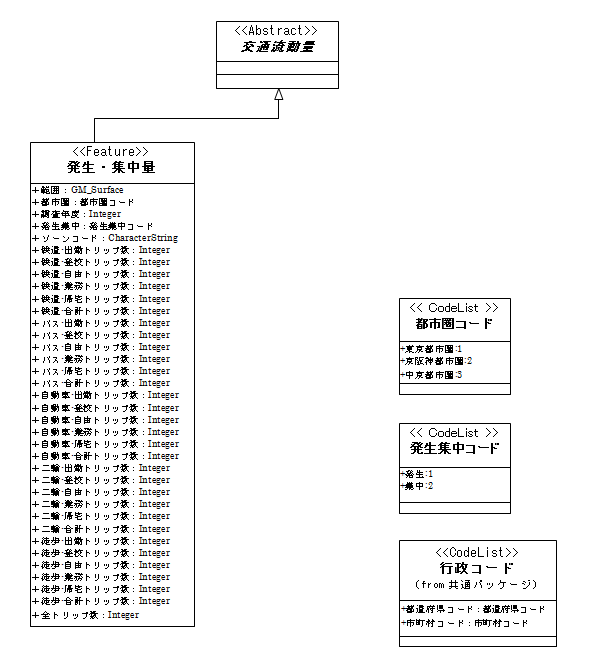 <<Abstract>>
交通流動量
<<Feature>>
発生・集中量
+範囲 : GM_Surface
+都市圏 : 都市圏コード
+調査年度 : Integer
+発生集中 : 発生集中コード
+ゾーンコード : CharacterString
+鉄道-出勤トリップ数 : Integer
+鉄道-登校トリップ数 : Integer
+鉄道-自由トリップ数 : Integer
+鉄道-業務トリップ数 : Integer
+鉄道-帰宅トリップ数 : Integer
+鉄道-合計トリップ数 : Integer
+バス-出勤トリップ数 : Integer
+バス-登校トリップ数 : Integer
+バス-自由トリップ数 : Integer
+バス-業務トリップ数 : Integer
+バス-帰宅トリップ数 : Integer
+バス-合計トリップ数 : Integer
+自動車-出勤トリップ数 : Integer
+自動車-登校トリップ数 : Integer
+自動車-自由トリップ数 : Integer
+自動車-業務トリップ数 : Integer
+自動車-帰宅トリップ数 : Integer
+自動車-合計トリップ数 : Integer
+二輪-出勤トリップ数 : Integer
+二輪-登校トリップ数 : Integer
+二輪-自由トリップ数 : Integer
+二輪-業務トリップ数 : Integer
+二輪-帰宅トリップ数 : Integer
+二輪-合計トリップ数 : Integer
+徒歩-出勤トリップ数 : Integer
+徒歩-登校トリップ数 : Integer
+徒歩-自由トリップ数 : Integer
+徒歩-業務トリップ数 : Integer
+徒歩-帰宅トリップ数 : Integer
+徒歩-合計トリップ数 : Integer
+全トリップ数 : Integer
<< CodeList >>
都市圏コード
+東京都市圏:1
+京阪神都市圏:2
+中京都市圏:3
<< CodeList >>
発生集中コード
+発生:1
+集中:2
<<CodeList>>
行政コード
(from 共通パッケージ)
+都道府県コード : 都道府県コード
+市町村コード : 市町村コード